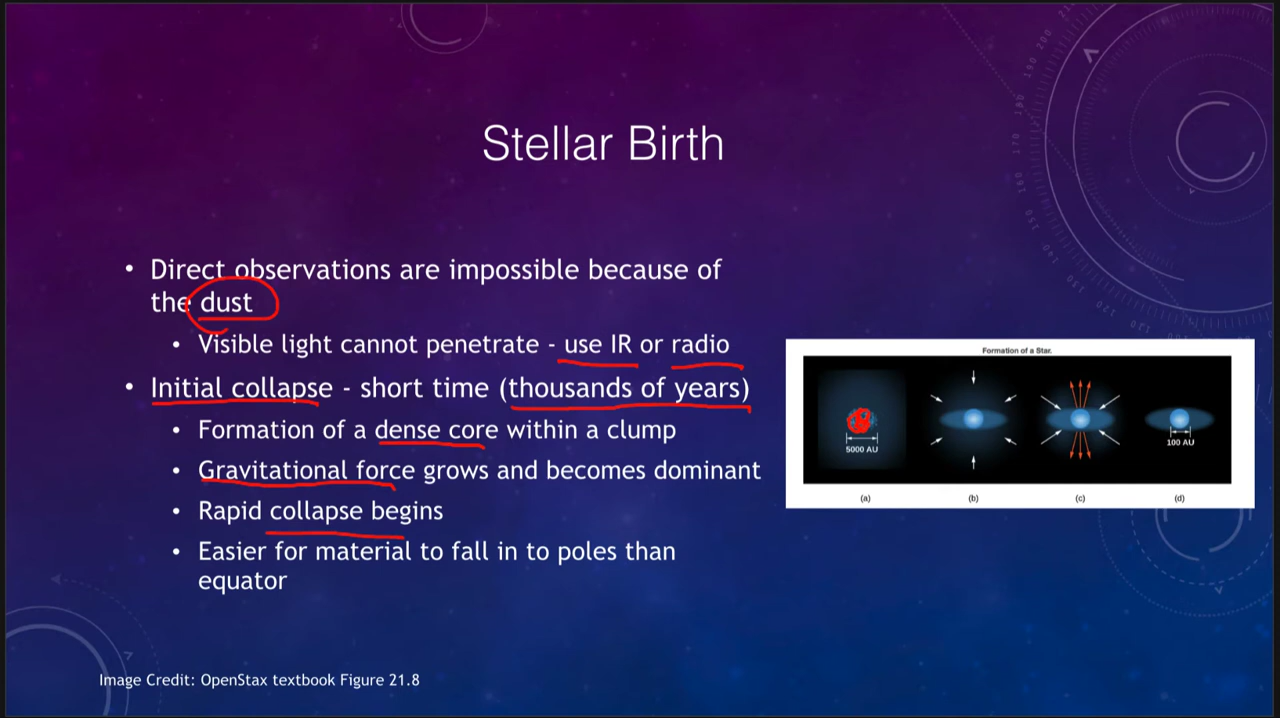 Stellar Birth
• Direct observations are impossible because of
the dust
• Visible light cannot penetrate - use IR or radio
• Initial collapse - short time (thousands of years)
• Formation of a dense core within a clump
• Gravitational force grows and becomes dominant
• Rapid collapse begins
• Easier for material to fall in to poles than
equator
Formation of a Star.
5000 AU
100 AU
(a) (b) (c) (d)
Image Credit: OpenStax textbook Figure 21.8